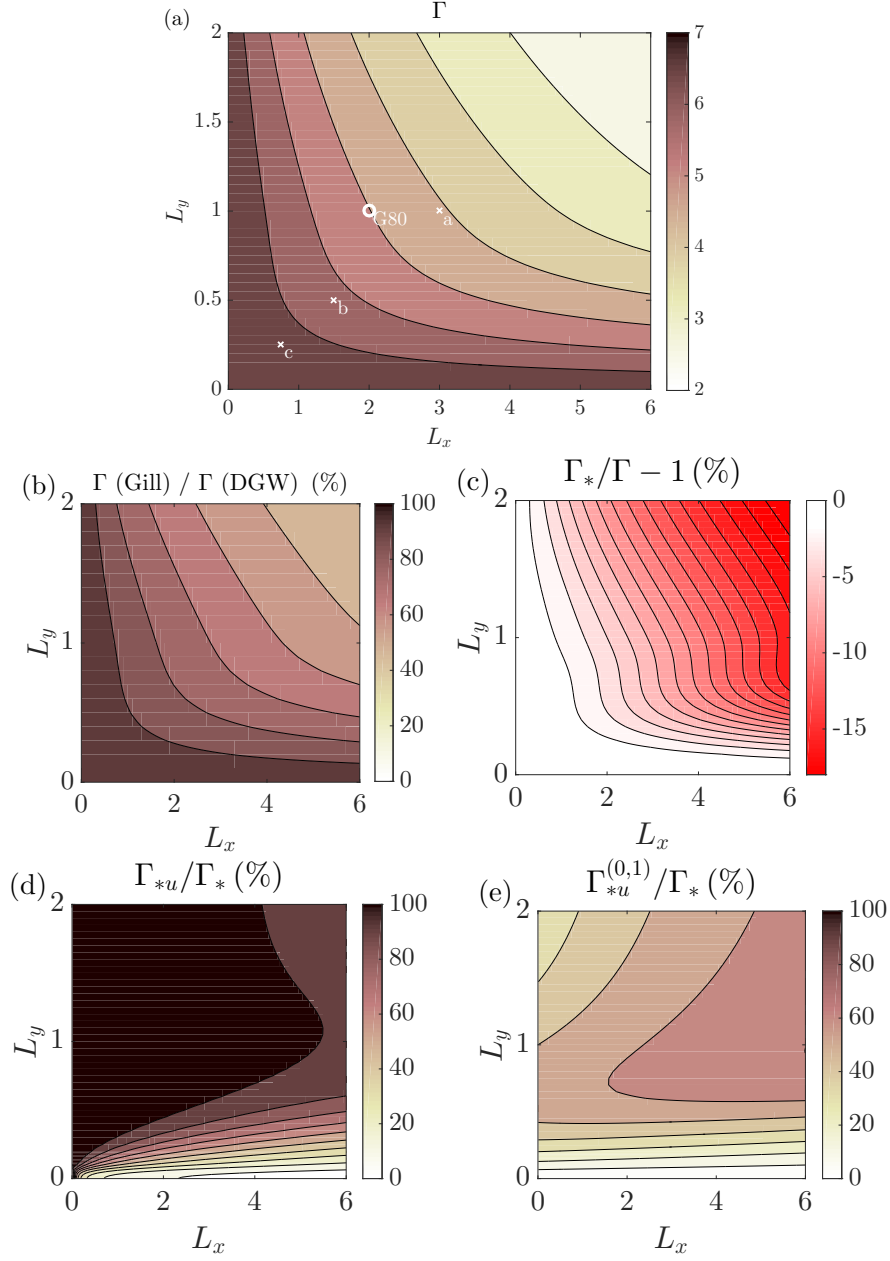 (a)
Γ
2
1.5
1
0.5
0
L_y
G80
a
b
c
0 1 2 3 4 5 6
L_x
7
6
5
4
3
2
(b)
Γ (Gill) / Γ (DGW) (%)
2
1
0
L_y
0 2 4 6
L_x
100
80
60
40
20
0
(c)
Γ_*/Γ − 1 (%)
2
1
0
L_y
0 2 4 6
L_x
0
-5
-10
-15
(d)
Γ_{*u}/Γ_* (%)
2
1
0
L_y
0 2 4 6
L_x
100
80
60
40
20
0
(e)
Γ_{*u}^{(0,1)}/Γ_* (%)
2
1
0
L_y
0 2 4 6
L_x
100
80
60
40
20
0